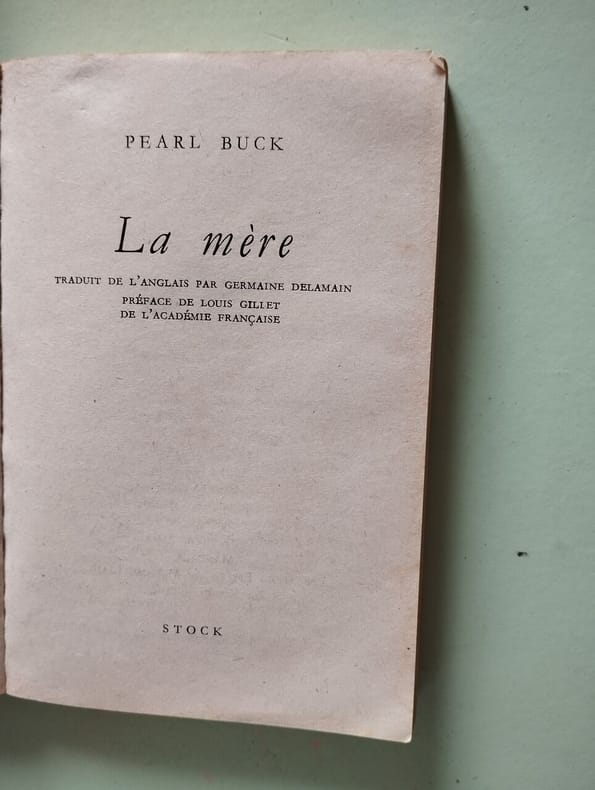 PEARL BUCK
La mère
TRADUIT DE L'ANGLAIS PAR GERMAINE DELAMAIN
PRÉFACE DE LOUIS GILLET
DE L'ACADÉMIE FRANÇAISE
STOCK